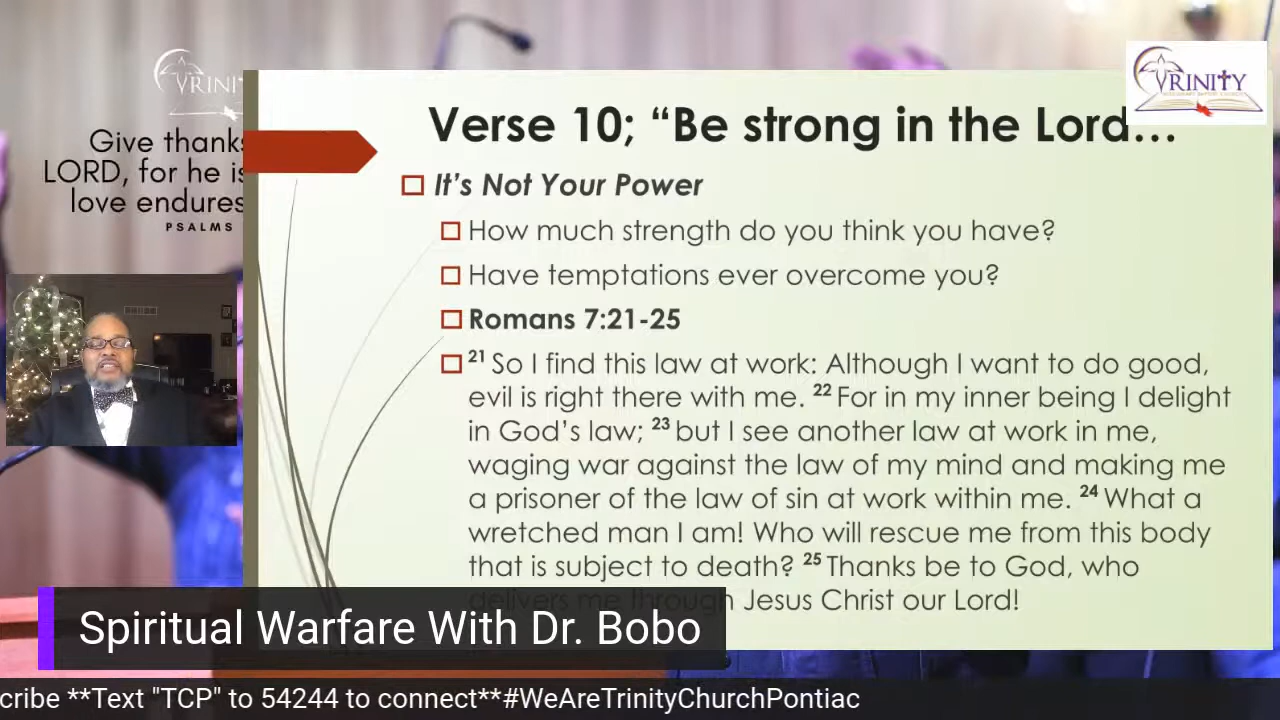 TRINITY
Give thanks
LORD, for he is
love endures
PSALMS
TRINITY
Verse 10; “Be strong in the Lord…
It’s Not Your Power
How much strength do you think you have?
Have temptations ever overcome you?
Romans 7:21-25
21 So I find this law at work: Although I want to do good,
evil is right there with me. 22 For in my inner being I delight
in God’s law; 23 but I see another law at work in me,
waging war against the law of my mind and making me
a prisoner of the law of sin at work within me. 24 What a
wretched man I am! Who will rescue me from this body
that is subject to death? 25 Thanks be to God, who
delivers me through Jesus Christ our Lord!
Spiritual Warfare With Dr. Bobo
cribe **Text "TCP" to 54244 to connect**#WeAreTrinityChurchPontiac